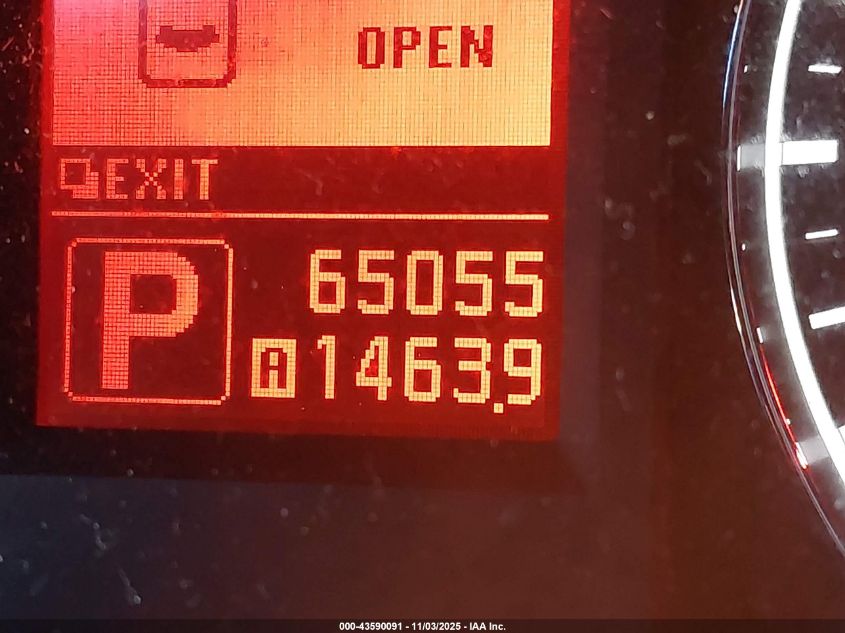 OPEN
EXIT
P
65055
A 1463.9
000-43590091 - 11/03/2025 - IAA Inc.